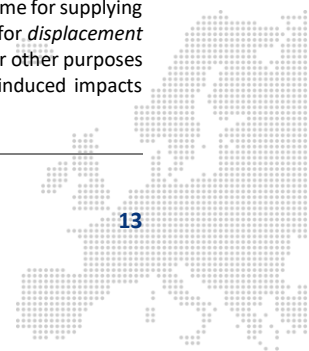 me for supplying
for displacement
r other purposes
induced impacts
13